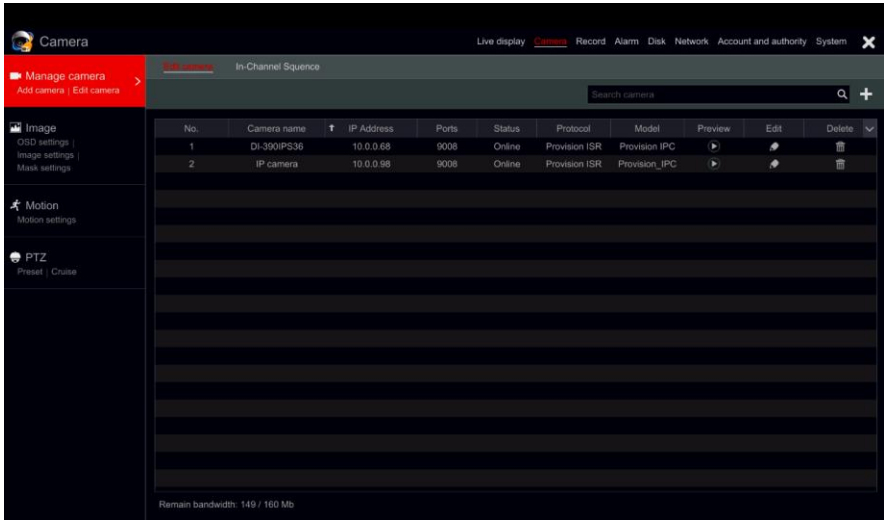 Camera
Live display Camera Record Alarm Disk Network Account and authority System
Manage camera
Add camera | Edit camera
Edit camera In-Channel Squence
Search camera
Image
OSD settings |
Image settings |
Mask settings
Motion
Motion settings
PTZ
Preset | Cruise
No. Camera name IP Address Ports Status Protocol Model Preview Edit Delete
1 DI-390IPS36 10.0.0.68 9008 Online Provision ISR Provision IPC
2 IP camera 10.0.0.98 9008 Online Provision ISR Provision_IPC
Remain bandwidth: 149 / 160 Mb